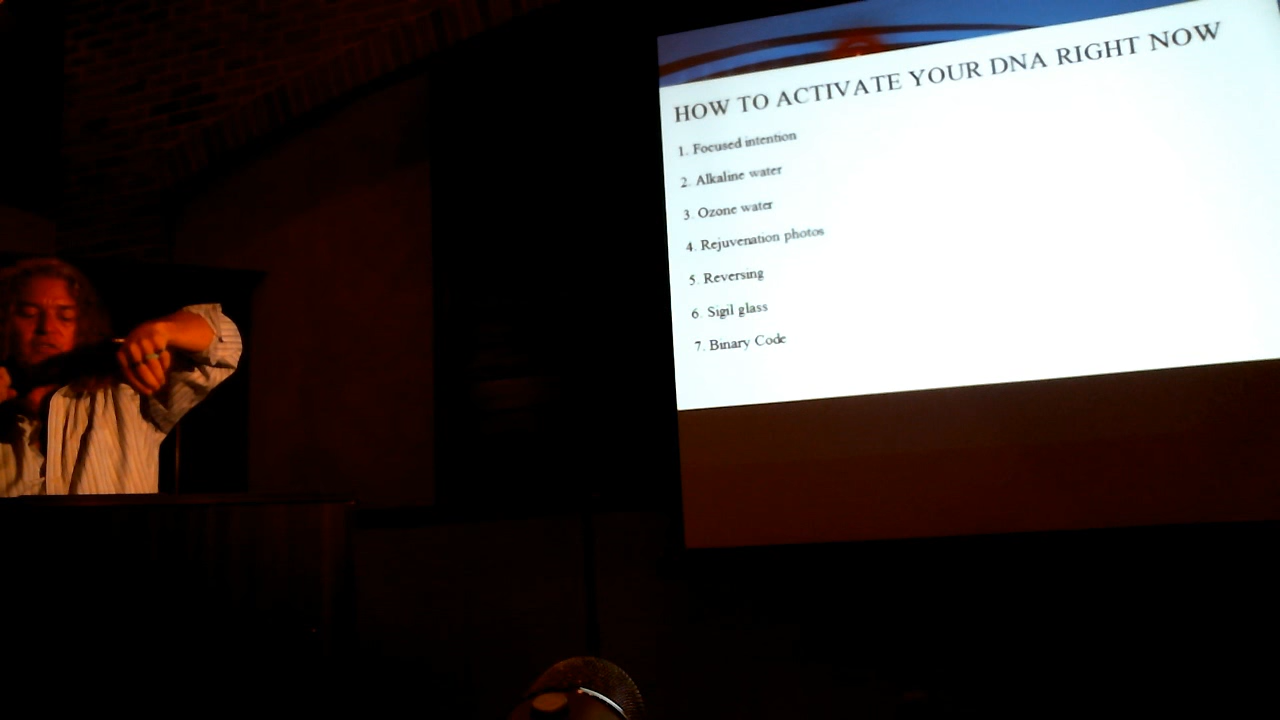 HOW TO ACTIVATE YOUR DNA RIGHT NOW
1. Focused intention
2. Alkaline water
3. Ozone water
4. Rejuvenation photos
5. Reversing
6. Sigil glass
7. Binary Code